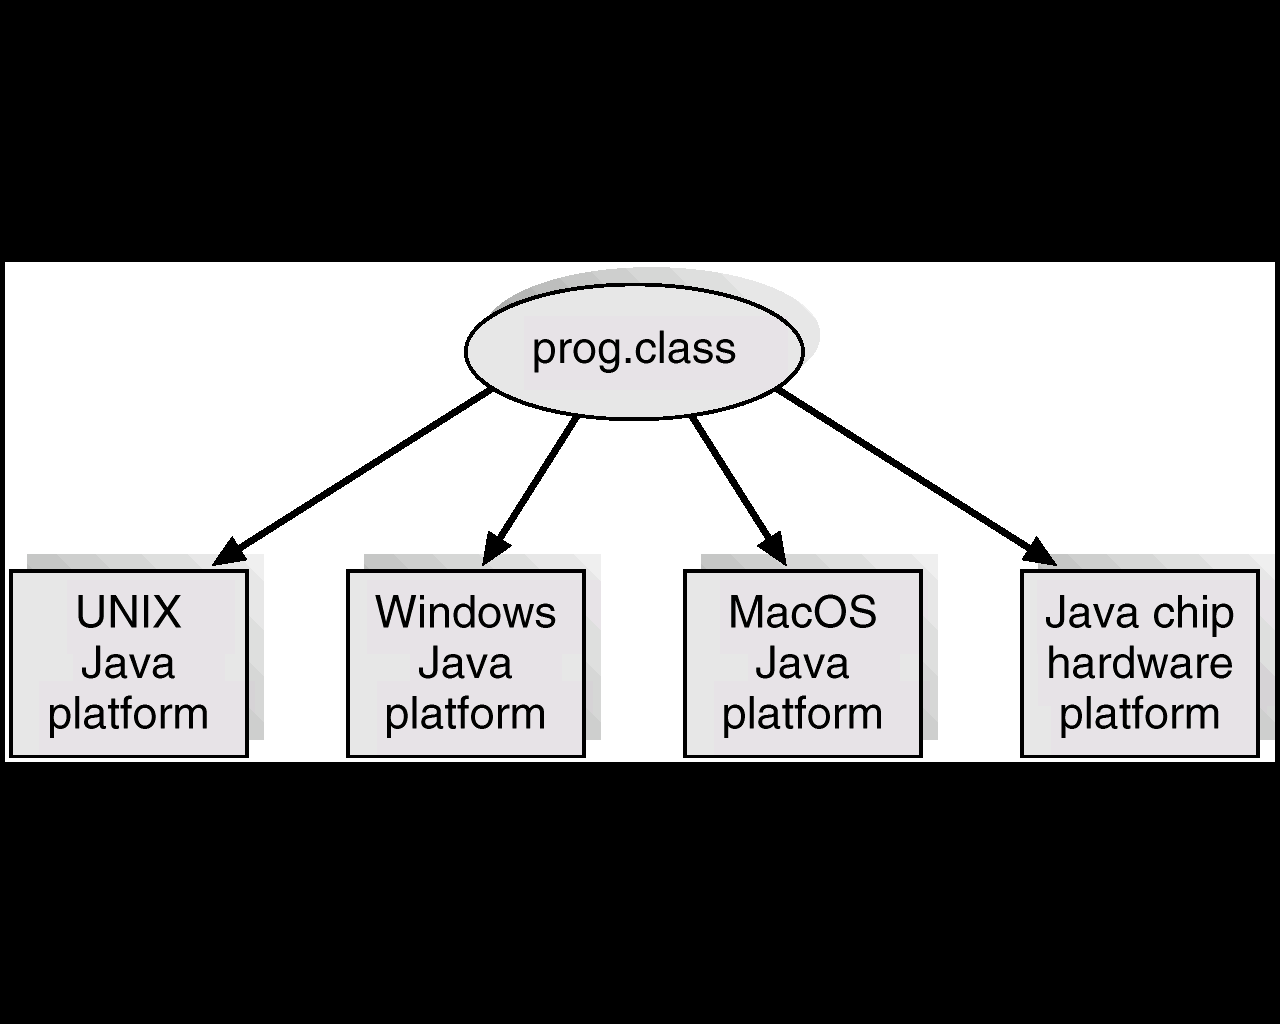 prog.class
UNIX
Java
platform
Windows
Java
platform
MacOS
Java
platform
Java chip
hardware
platform